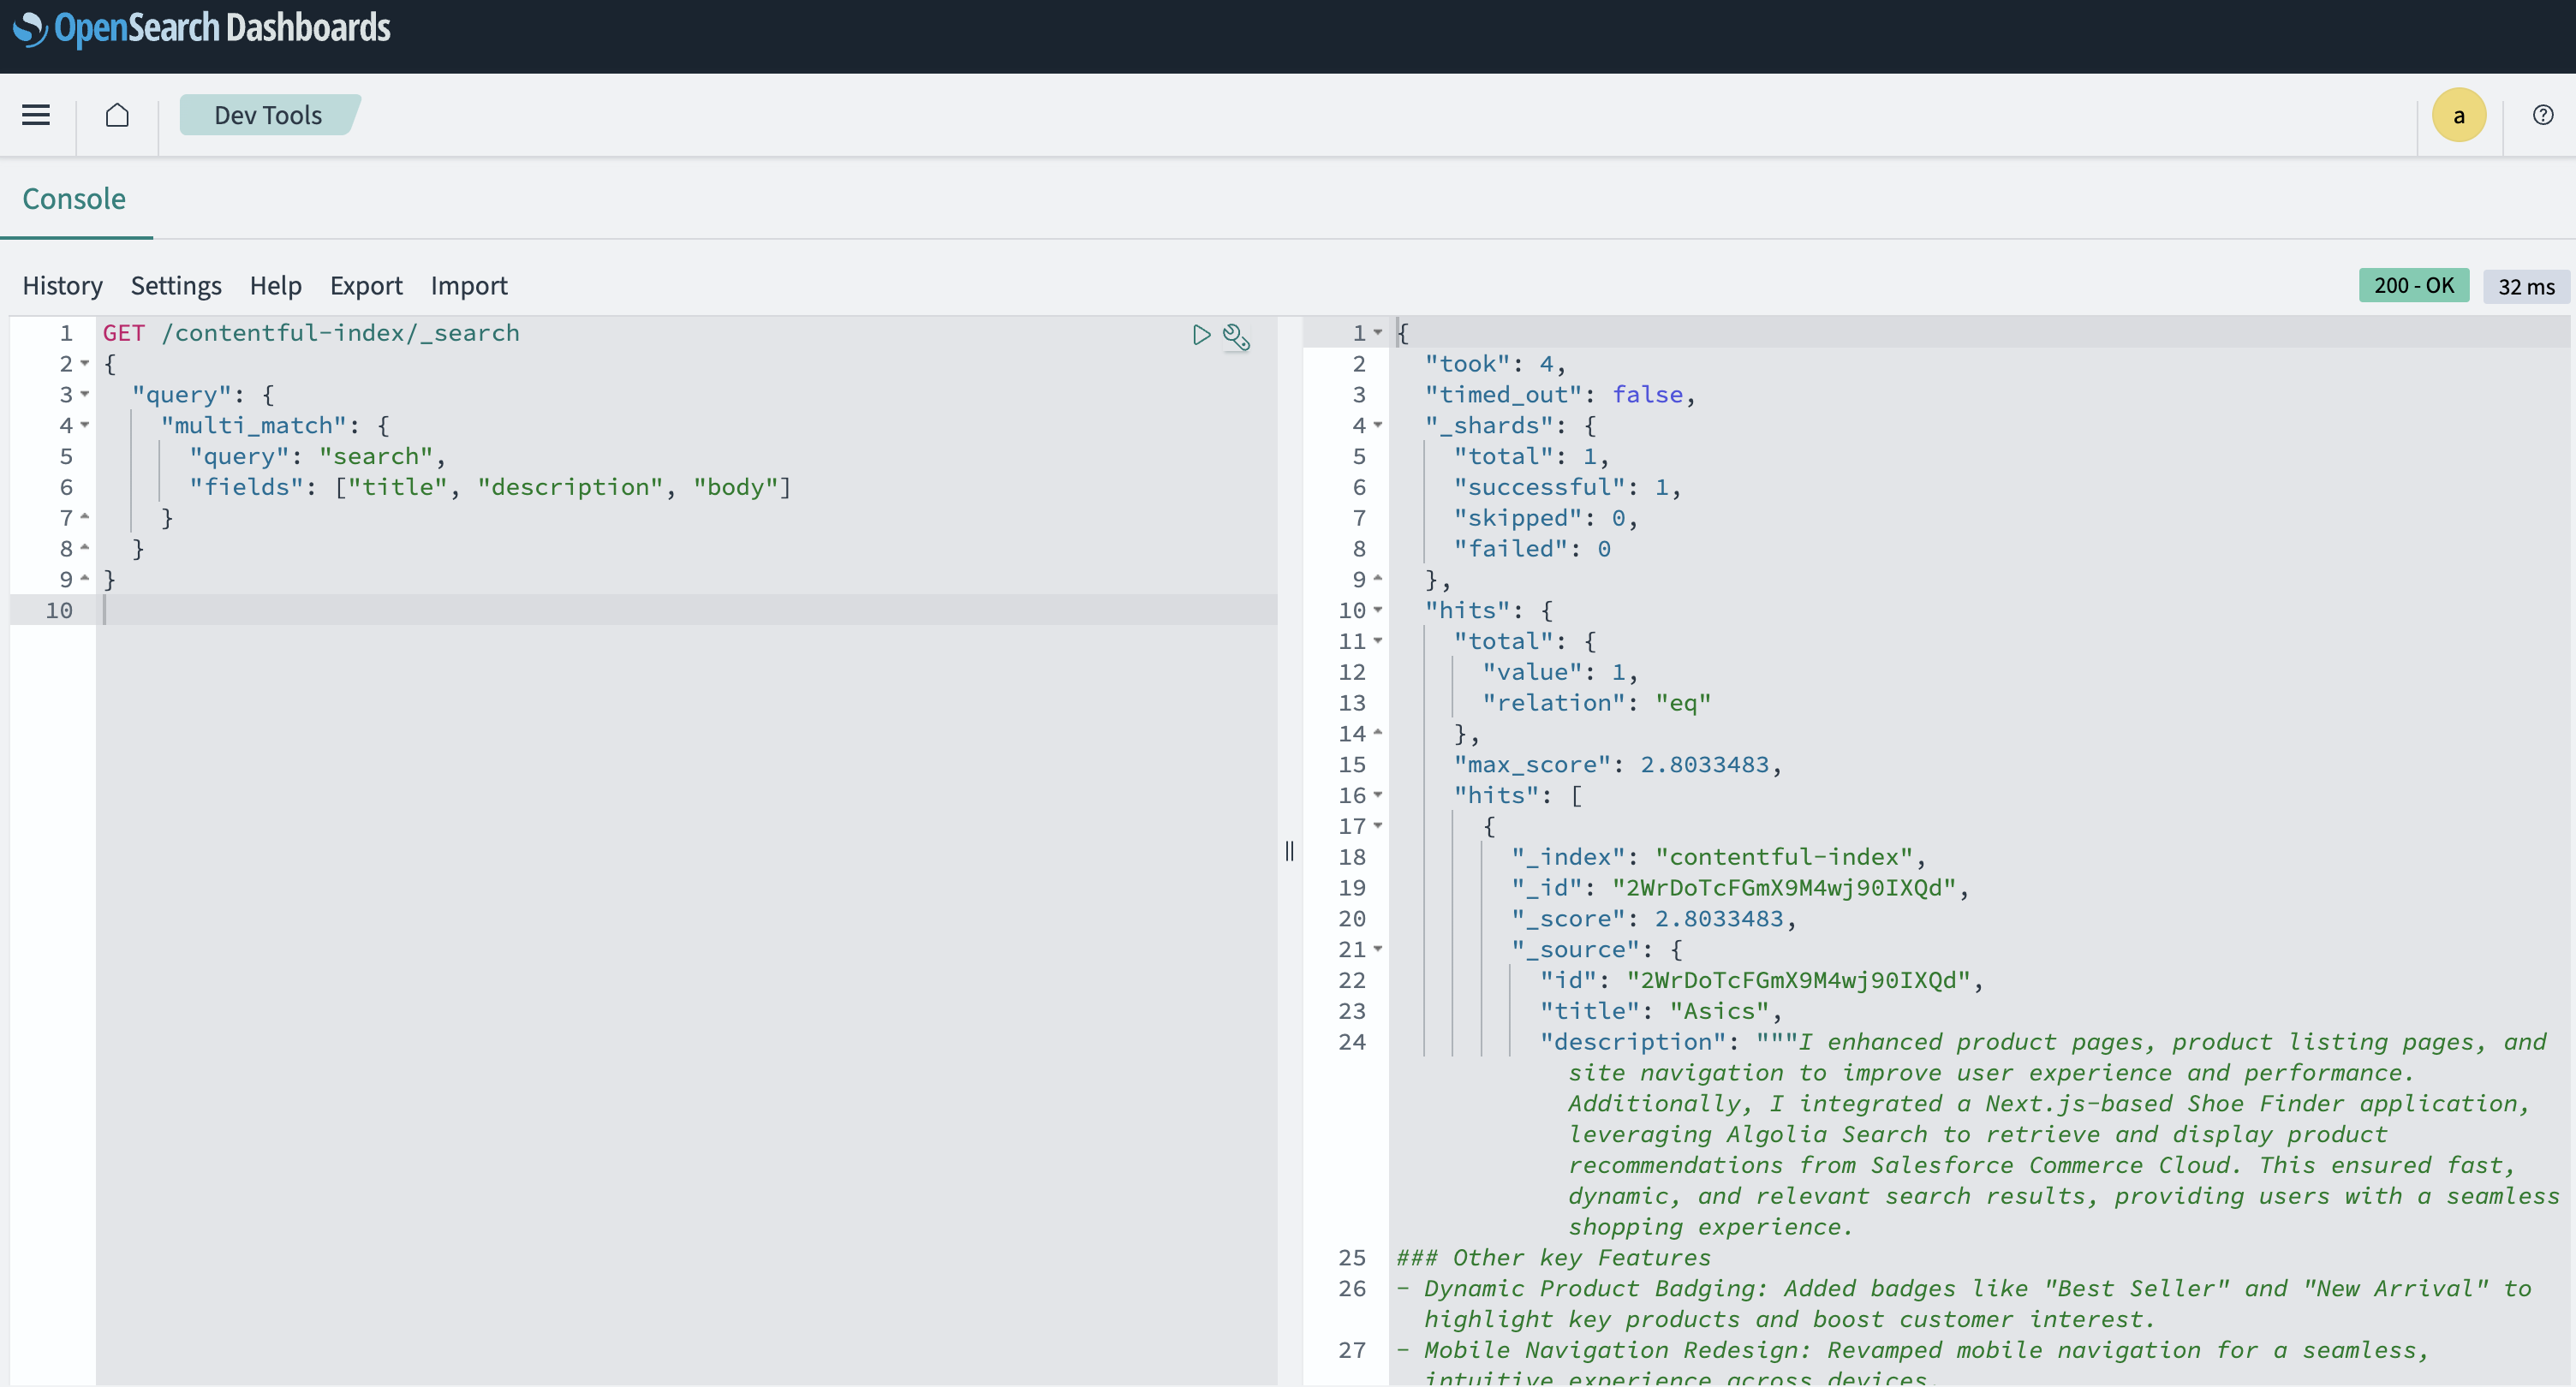 OpenSearch Dashboards
Dev Tools
a
Console
History Settings Help Export Import
200 - OK 32 ms
1 GET /contentful-index/_search
2 {
3 "query": {
4 "multi_match": {
5 "query": "search",
6 "fields": ["title", "description", "body"]
7 }
8 }
9 }
10
1 {
2 "took": 4,
3 "timed_out": false,
4 "_shards": {
5 "total": 1,
6 "successful": 1,
7 "skipped": 0,
8 "failed": 0
9 },
10 "hits": {
11 "total": {
12 "value": 1,
13 "relation": "eq"
14 },
15 "max_score": 2.8033483,
16 "hits": [
17 {
18 "_index": "contentful-index",
19 "_id": "2WrDoTcFGmX9M4wj90IXQd",
20 "_score": 2.8033483,
21 "_source": {
22 "id": "2WrDoTcFGmX9M4wj90IXQd",
23 "title": "Asics",
24 "description": """I enhanced product pages, product listing pages, and
site navigation to improve user experience and performance.
Additionally, I integrated a Next.js-based Shoe Finder application,
leveraging Algolia Search to retrieve and display product
recommendations from Salesforce Commerce Cloud. This ensured fast,
dynamic, and relevant search results, providing users with a seamless
shopping experience.
25 ### Other key Features
26 - Dynamic Product Badging: Added badges like "Best Seller" and "New Arrival" to
highlight key products and boost customer interest.
27 - Mobile Navigation Redesign: Revamped mobile navigation for a seamless,
intuitive experience across devices.